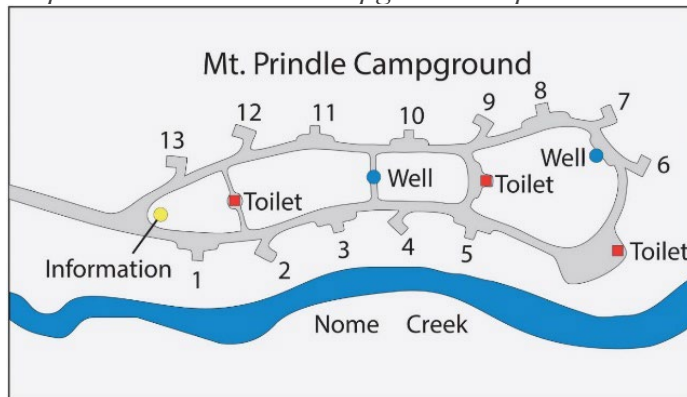 Mt. Prindle Campground
13
12
11
10
9
8
7
6
Well
Well
Toilet
Toilet
Toilet
Information
1
2
3
4
5
Nome Creek